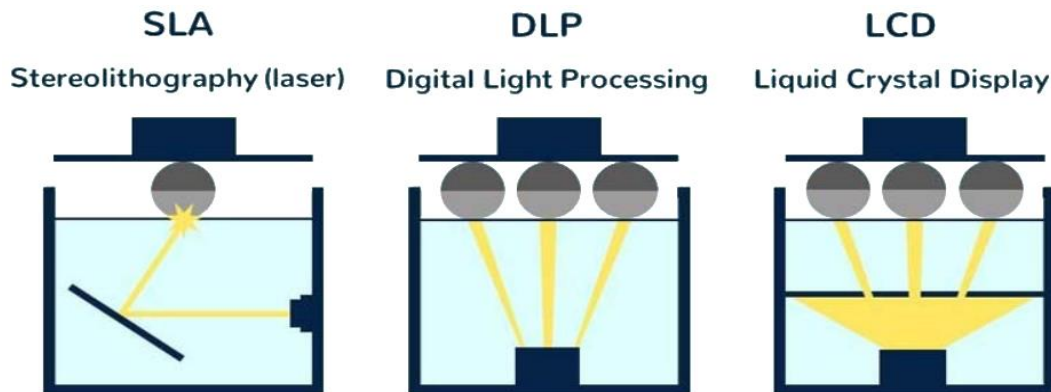 SLA
Stereolithography (laser)
DLP
Digital Light Processing
LCD
Liquid Crystal Display